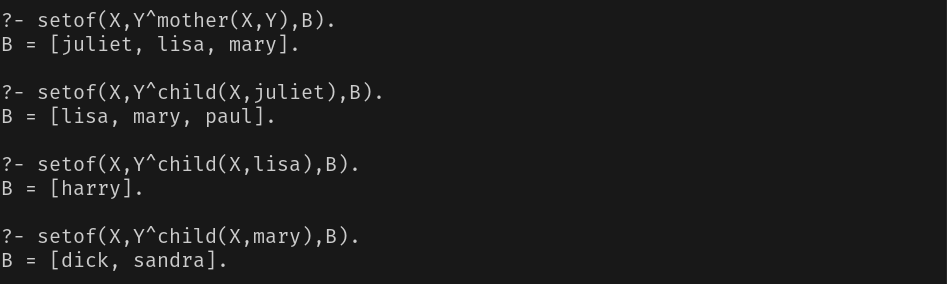 ?- setof(X,Y^mother(X,Y),B).
B = [juliet, lisa, mary].
?- setof(X,Y^child(X,juliet),B).
B = [lisa, mary, paul].
?- setof(X,Y^child(X,lisa),B).
B = [harry].
?- setof(X,Y^child(X,mary),B).
B = [dick, sandra].